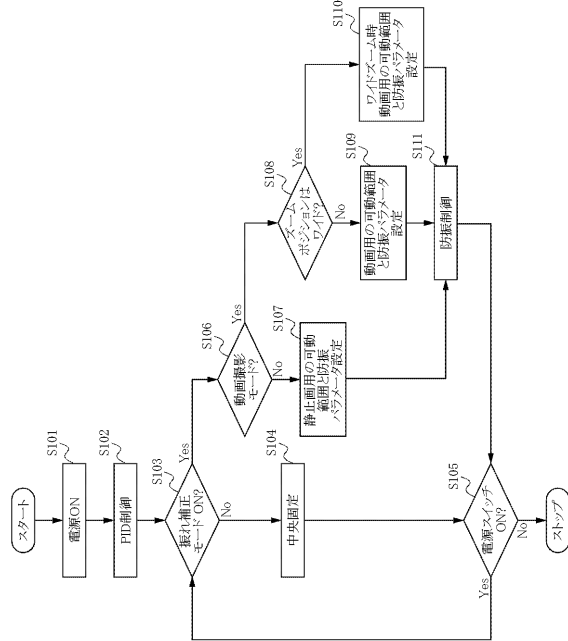 スタート
S101
電源ON
S102
PID制御
S103
振れ補正
モードON?
Yes
No
S104
中央固定
S105
電源スイッチ
ON?
Yes
No
ストップ
S106
動画撮影
モード?
Yes
No
S107
静止画用の可動
範囲と防振
パラメータ設定
S108
ズーム
ポジションは
ワイド?
Yes
No
S109
動画用の可動範囲
と防振パラメータ
設定
S110
ワイドズーム時
動画用の可動範囲
と防振パラメータ
設定
S111
防振制御